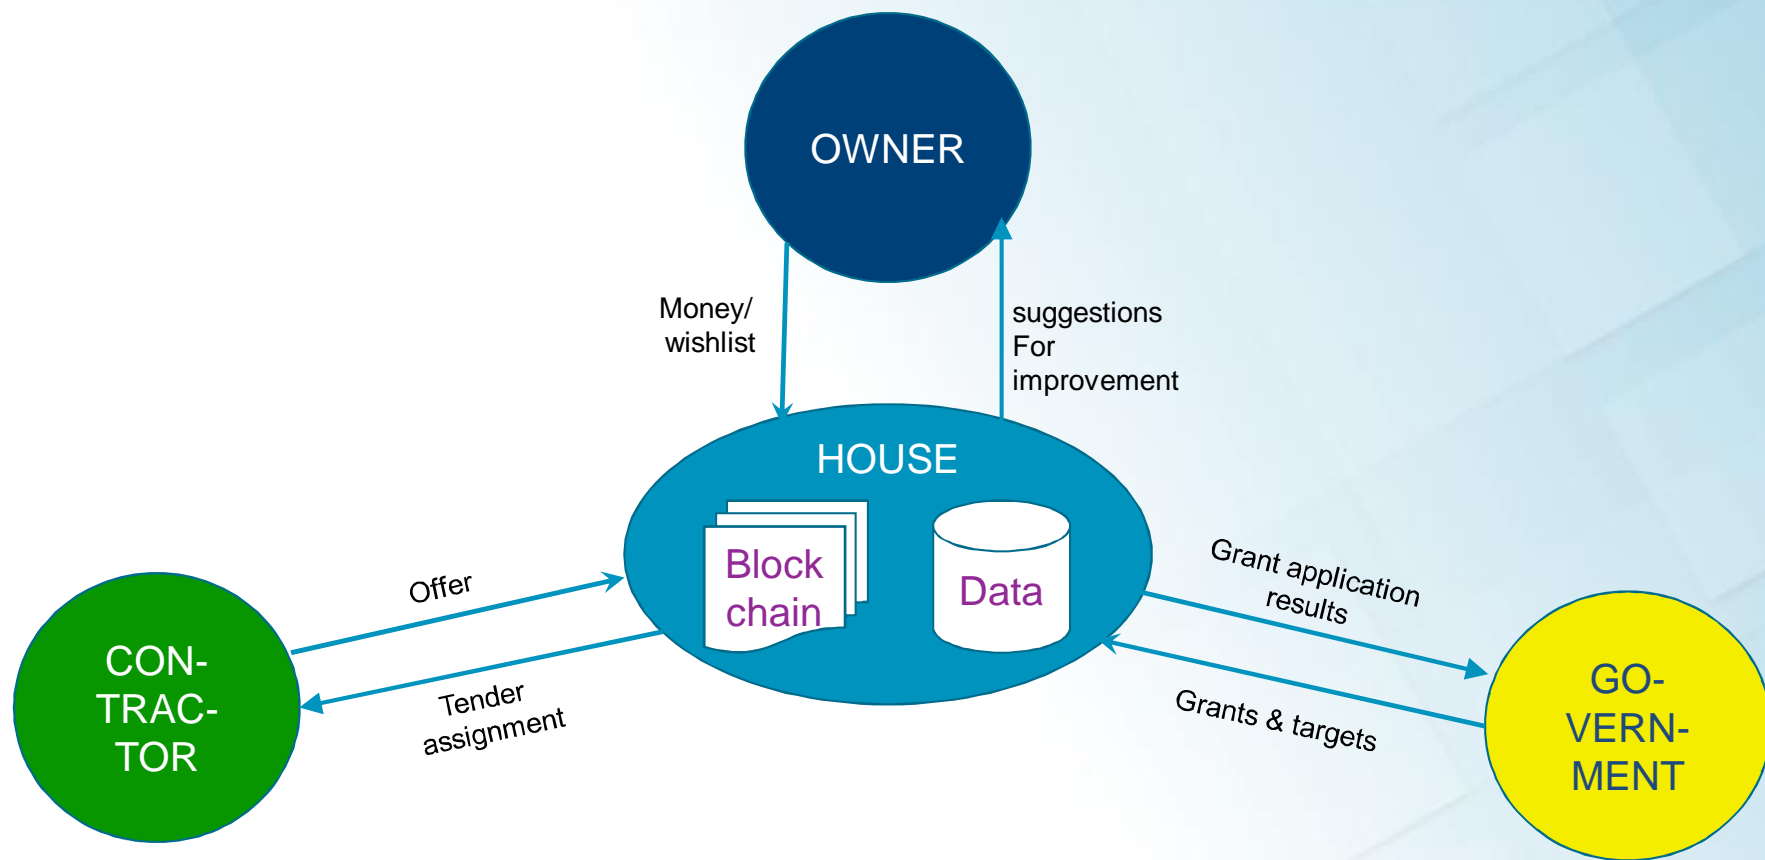 OWNER
Money/
wishlist
suggestions
For
improvement
HOUSE
Block
chain
Data
Offer
Tender
assignment
Grant application
results
Grants & targets
CON-
TRAC-
TOR
GO-
VERN-
MENT